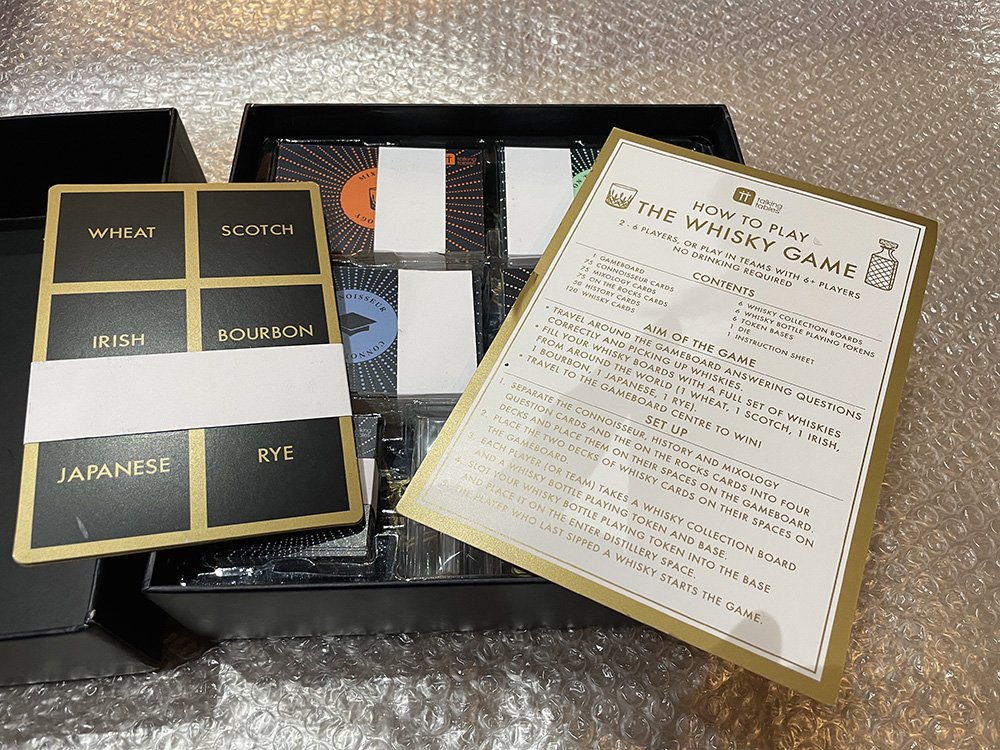 WHEAT
SCOTCH
IRISH
BOURBON
JAPANESE
RYE
talking
tables
CONNOISSEUR
talking
tables
HOW TO PLAY
THE WHISKY GAME
2 - 6 PLAYERS, OR PLAY IN TEAMS WITH 6+ PLAYERS
NO DRINKING REQUIRED
CONTENTS
1 GAMEBOARD
75 CONNOISSEUR CARDS
75 MIXOLOGY CARDS
75 ON THE ROCKS CARDS
50 HISTORY CARDS
120 WHISKY CARDS
6 WHISKY COLLECTION BOARDS
6 WHISKY BOTTLE PLAYING TOKENS
6 TOKEN BASES
1 DIE
1 INSTRUCTION SHEET
AIM OF THE GAME
• TRAVEL AROUND THE GAMEBOARD ANSWERING QUESTIONS
CORRECTLY AND PICKING UP WHISKIES.
• FILL YOUR WHISKY BOARDS WITH A FULL SET OF WHISKIES
FROM AROUND THE WORLD (1 WHEAT, 1 SCOTCH, 1 IRISH,
1 BOURBON, 1 JAPANESE, 1 RYE).
• TRAVEL TO THE GAMEBOARD CENTRE TO WIN!
SET UP
1. SEPARATE THE CONNOISSEUR, HISTORY AND MIXOLOGY
QUESTION CARDS AND THE ON THE ROCKS CARDS INTO FOUR
DECKS AND PLACE THEM ON THEIR SPACES ON THE GAMEBOARD
2. PLACE THE TWO DECKS OF WHISKY CARDS ON THEIR SPACES ON
THE GAMEBOARD.
3. EACH PLAYER (OR TEAM) TAKES A WHISKY COLLECTION BOARD
AND A WHISKY BOTTLE PLAYING TOKEN AND BASE.
SLOT YOUR WHISKY BOTTLE PLAYING TOKEN INTO THE BASE
AND PLACE IT ON THE ENTER DISTILLERY SPACE.
THE PLAYER WHO LAST SIPPED A WHISKY STARTS THE GAME.